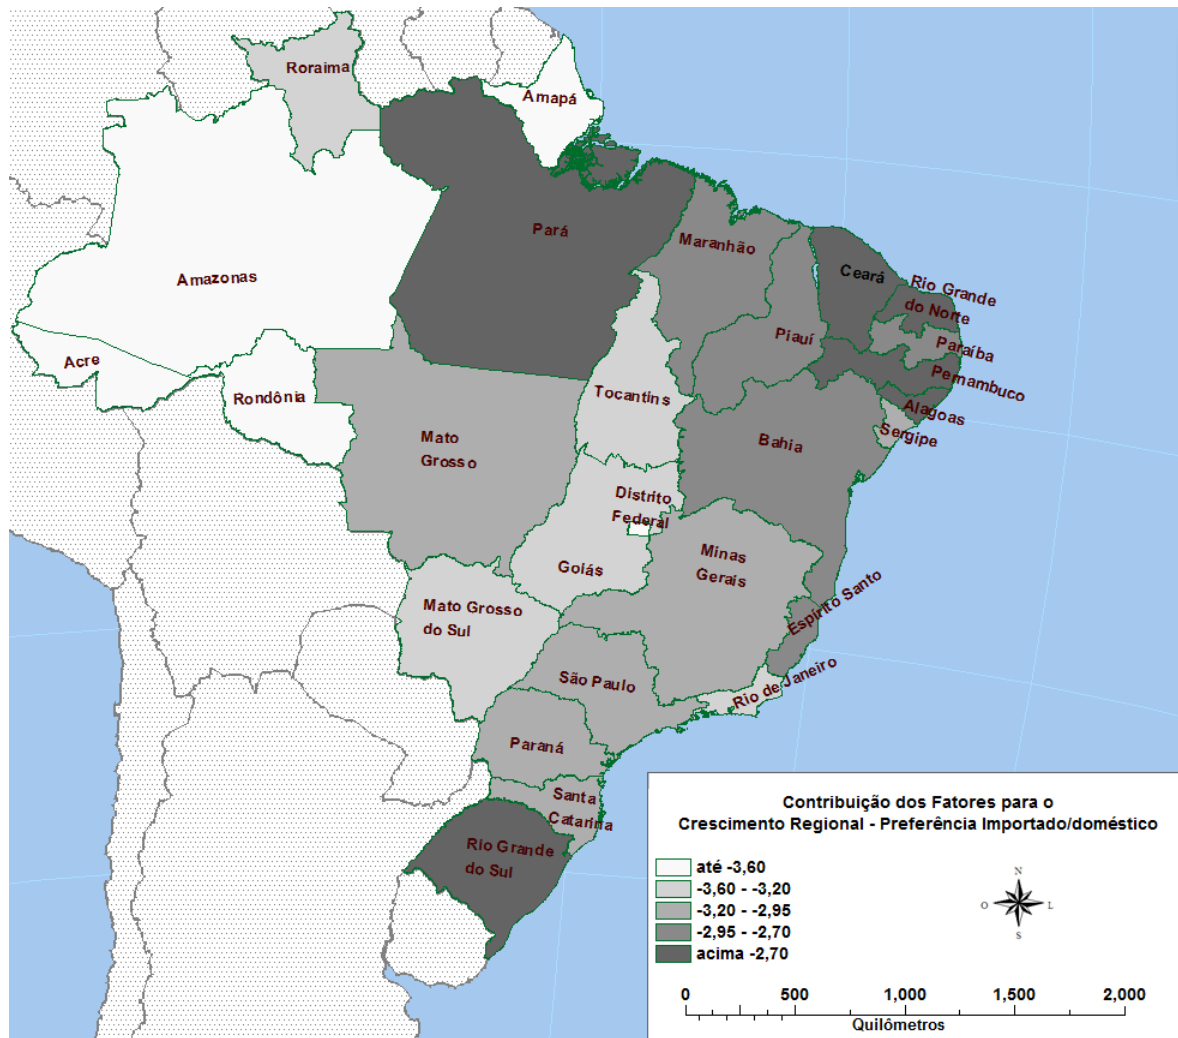 Roraima
Amapá
Amazonas
Pará
Maranhão
Ceará
Rio Grande
do Norte
Piauí
Paraíba
Pernambuco
Acre
Rondônia
Tocantins
Alagoas
Sergipe
Mato
Grosso
Bahia
Distrito
Federal
Goiás
Minas
Gerais
Mato Grosso
do Sul
Espírito Santo
São Paulo
Rio de Janeiro
Paraná
Santa
Catarina
Rio Grande
do Sul
Contribuição dos Fatores para o
Crescimento Regional - Preferência Importado/doméstico
até -3,60
-3,60 - -3,20
-3,20 - -2,95
-2,95 - -2,70
acima -2,70
N
O L
S
0 500 1,000 1,500 2,000
Quilômetros